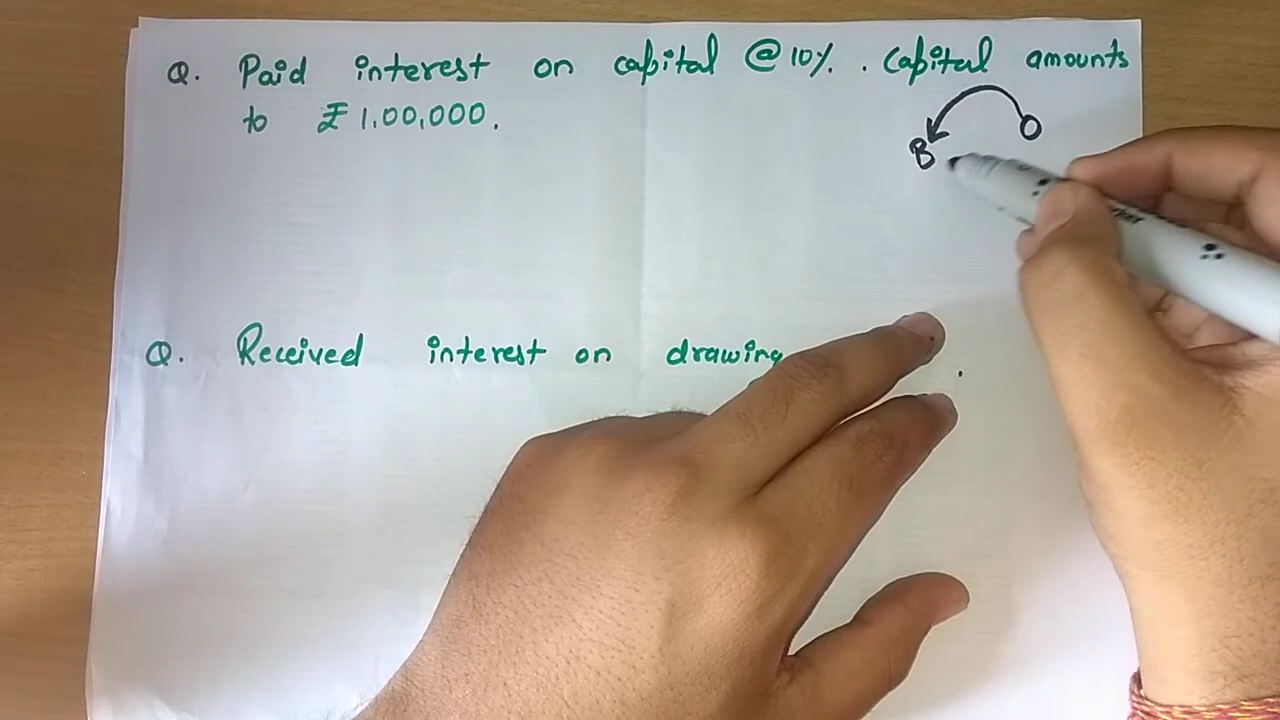 Q. Paid interest on capital @ 10%. Capital amounts
to ₹ 1,00,000.
O
B
Q. Received interest on drawing